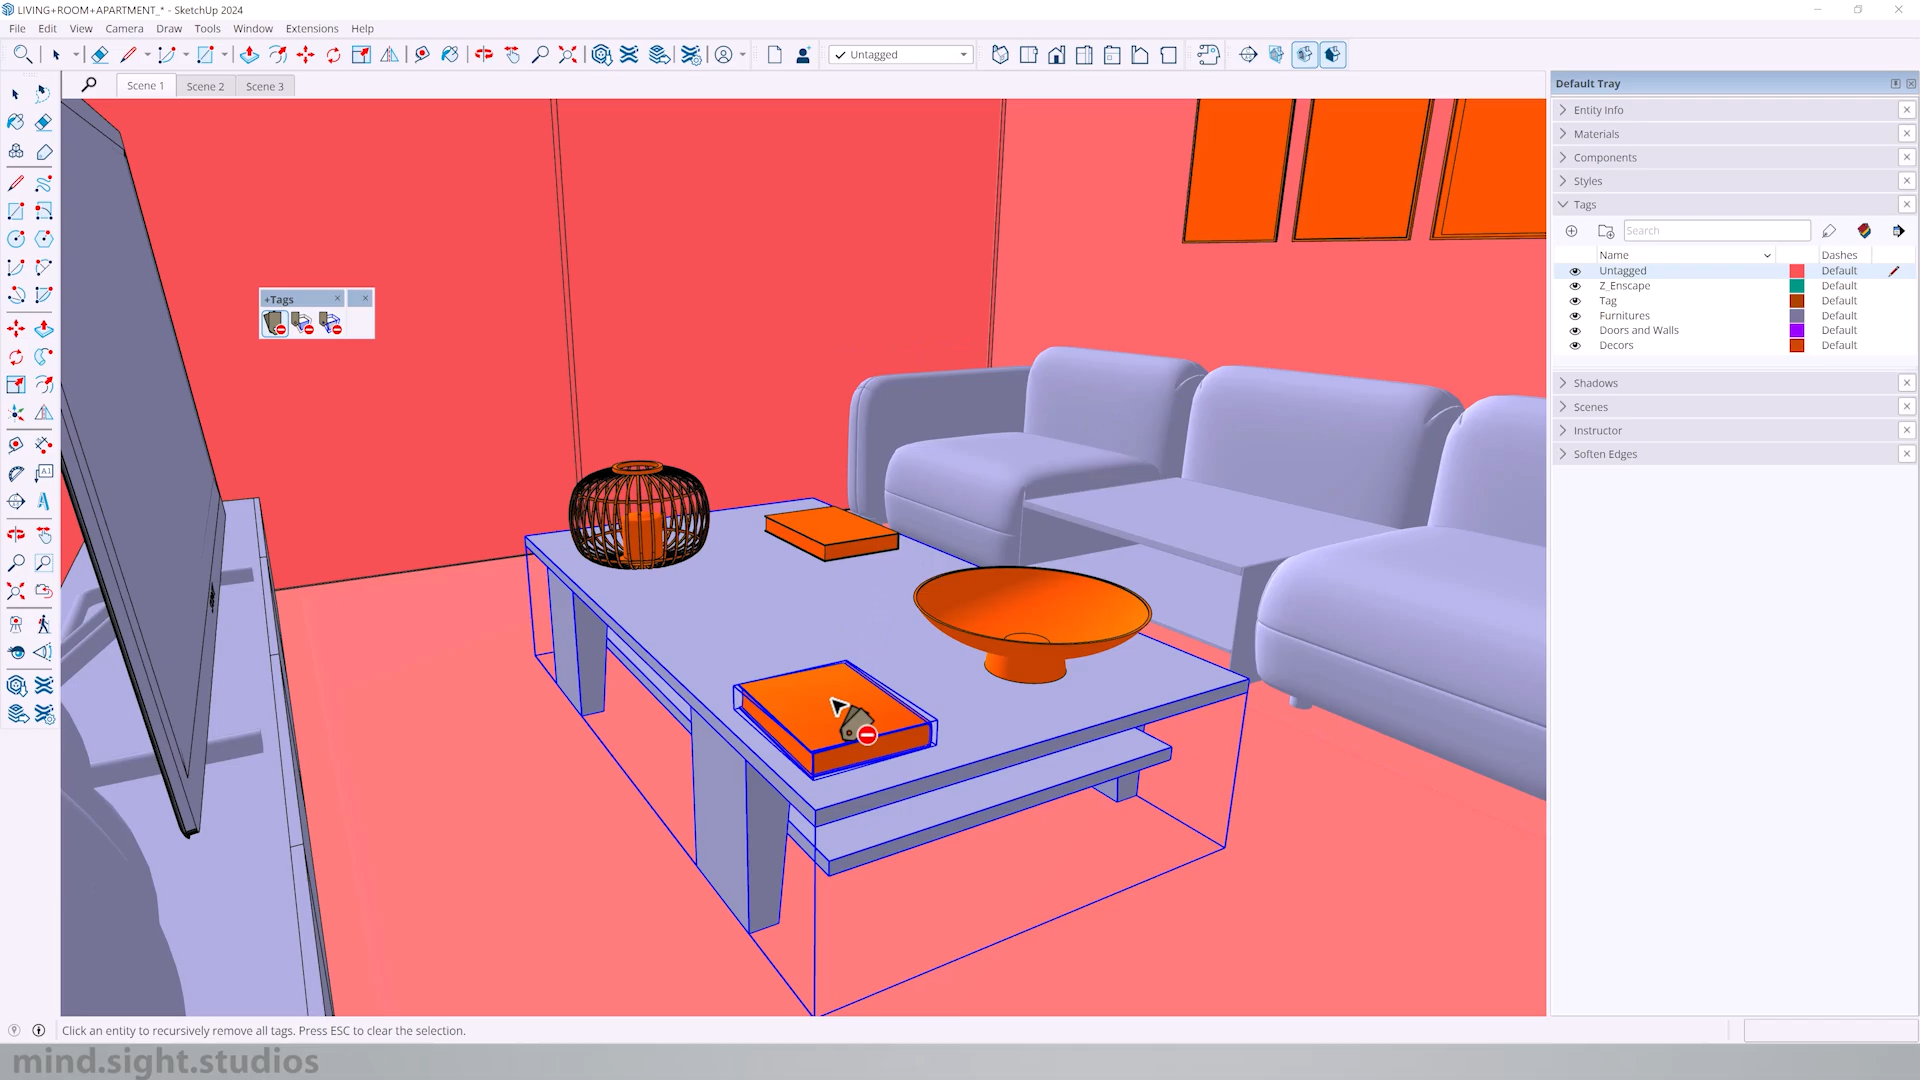 LIVING+ROOM+APARTMENT_* - SketchUp 2024
File Edit View Camera Draw Tools Window Extensions Help
Untagged
Scene 1 Scene 2 Scene 3
Default Tray
Entity Info
Materials
Components
Styles
Tags
Search
Name Dashes
Untagged Default
Z_Enscape Default
Tag Default
Furnitures Default
Doors and Walls Default
Decors Default
Shadows
Scenes
Instructor
Soften Edges
+Tags
A1
Click an entity to recursively remove all tags. Press ESC to clear the selection.
mind.sight.studios